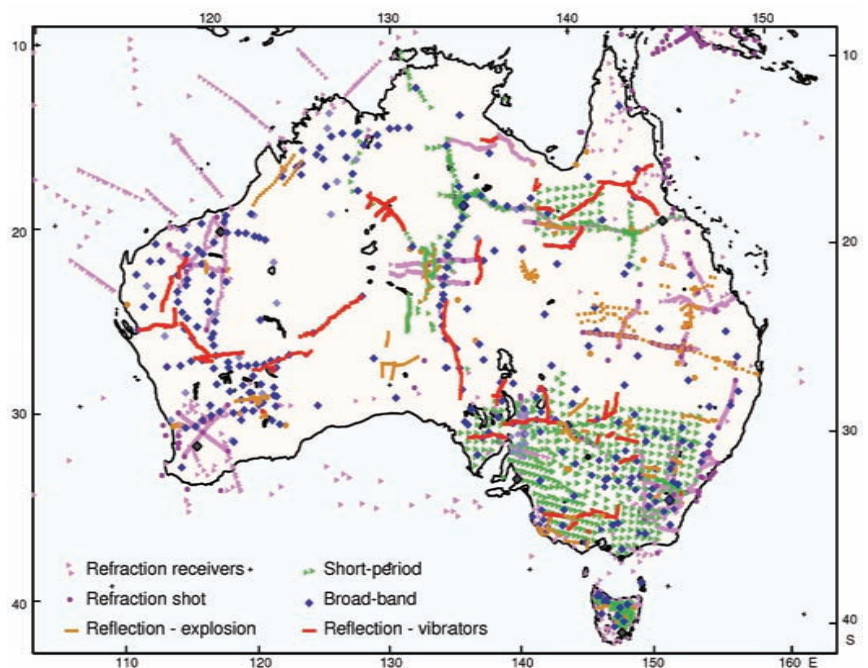 120 130 140 150
10 10
20 20
30 30
40 40
S
Refraction receivers Short-period
Refraction shot Broad-band
Reflection - explosion Reflection - vibrators
110 120 130 140 150 160 E